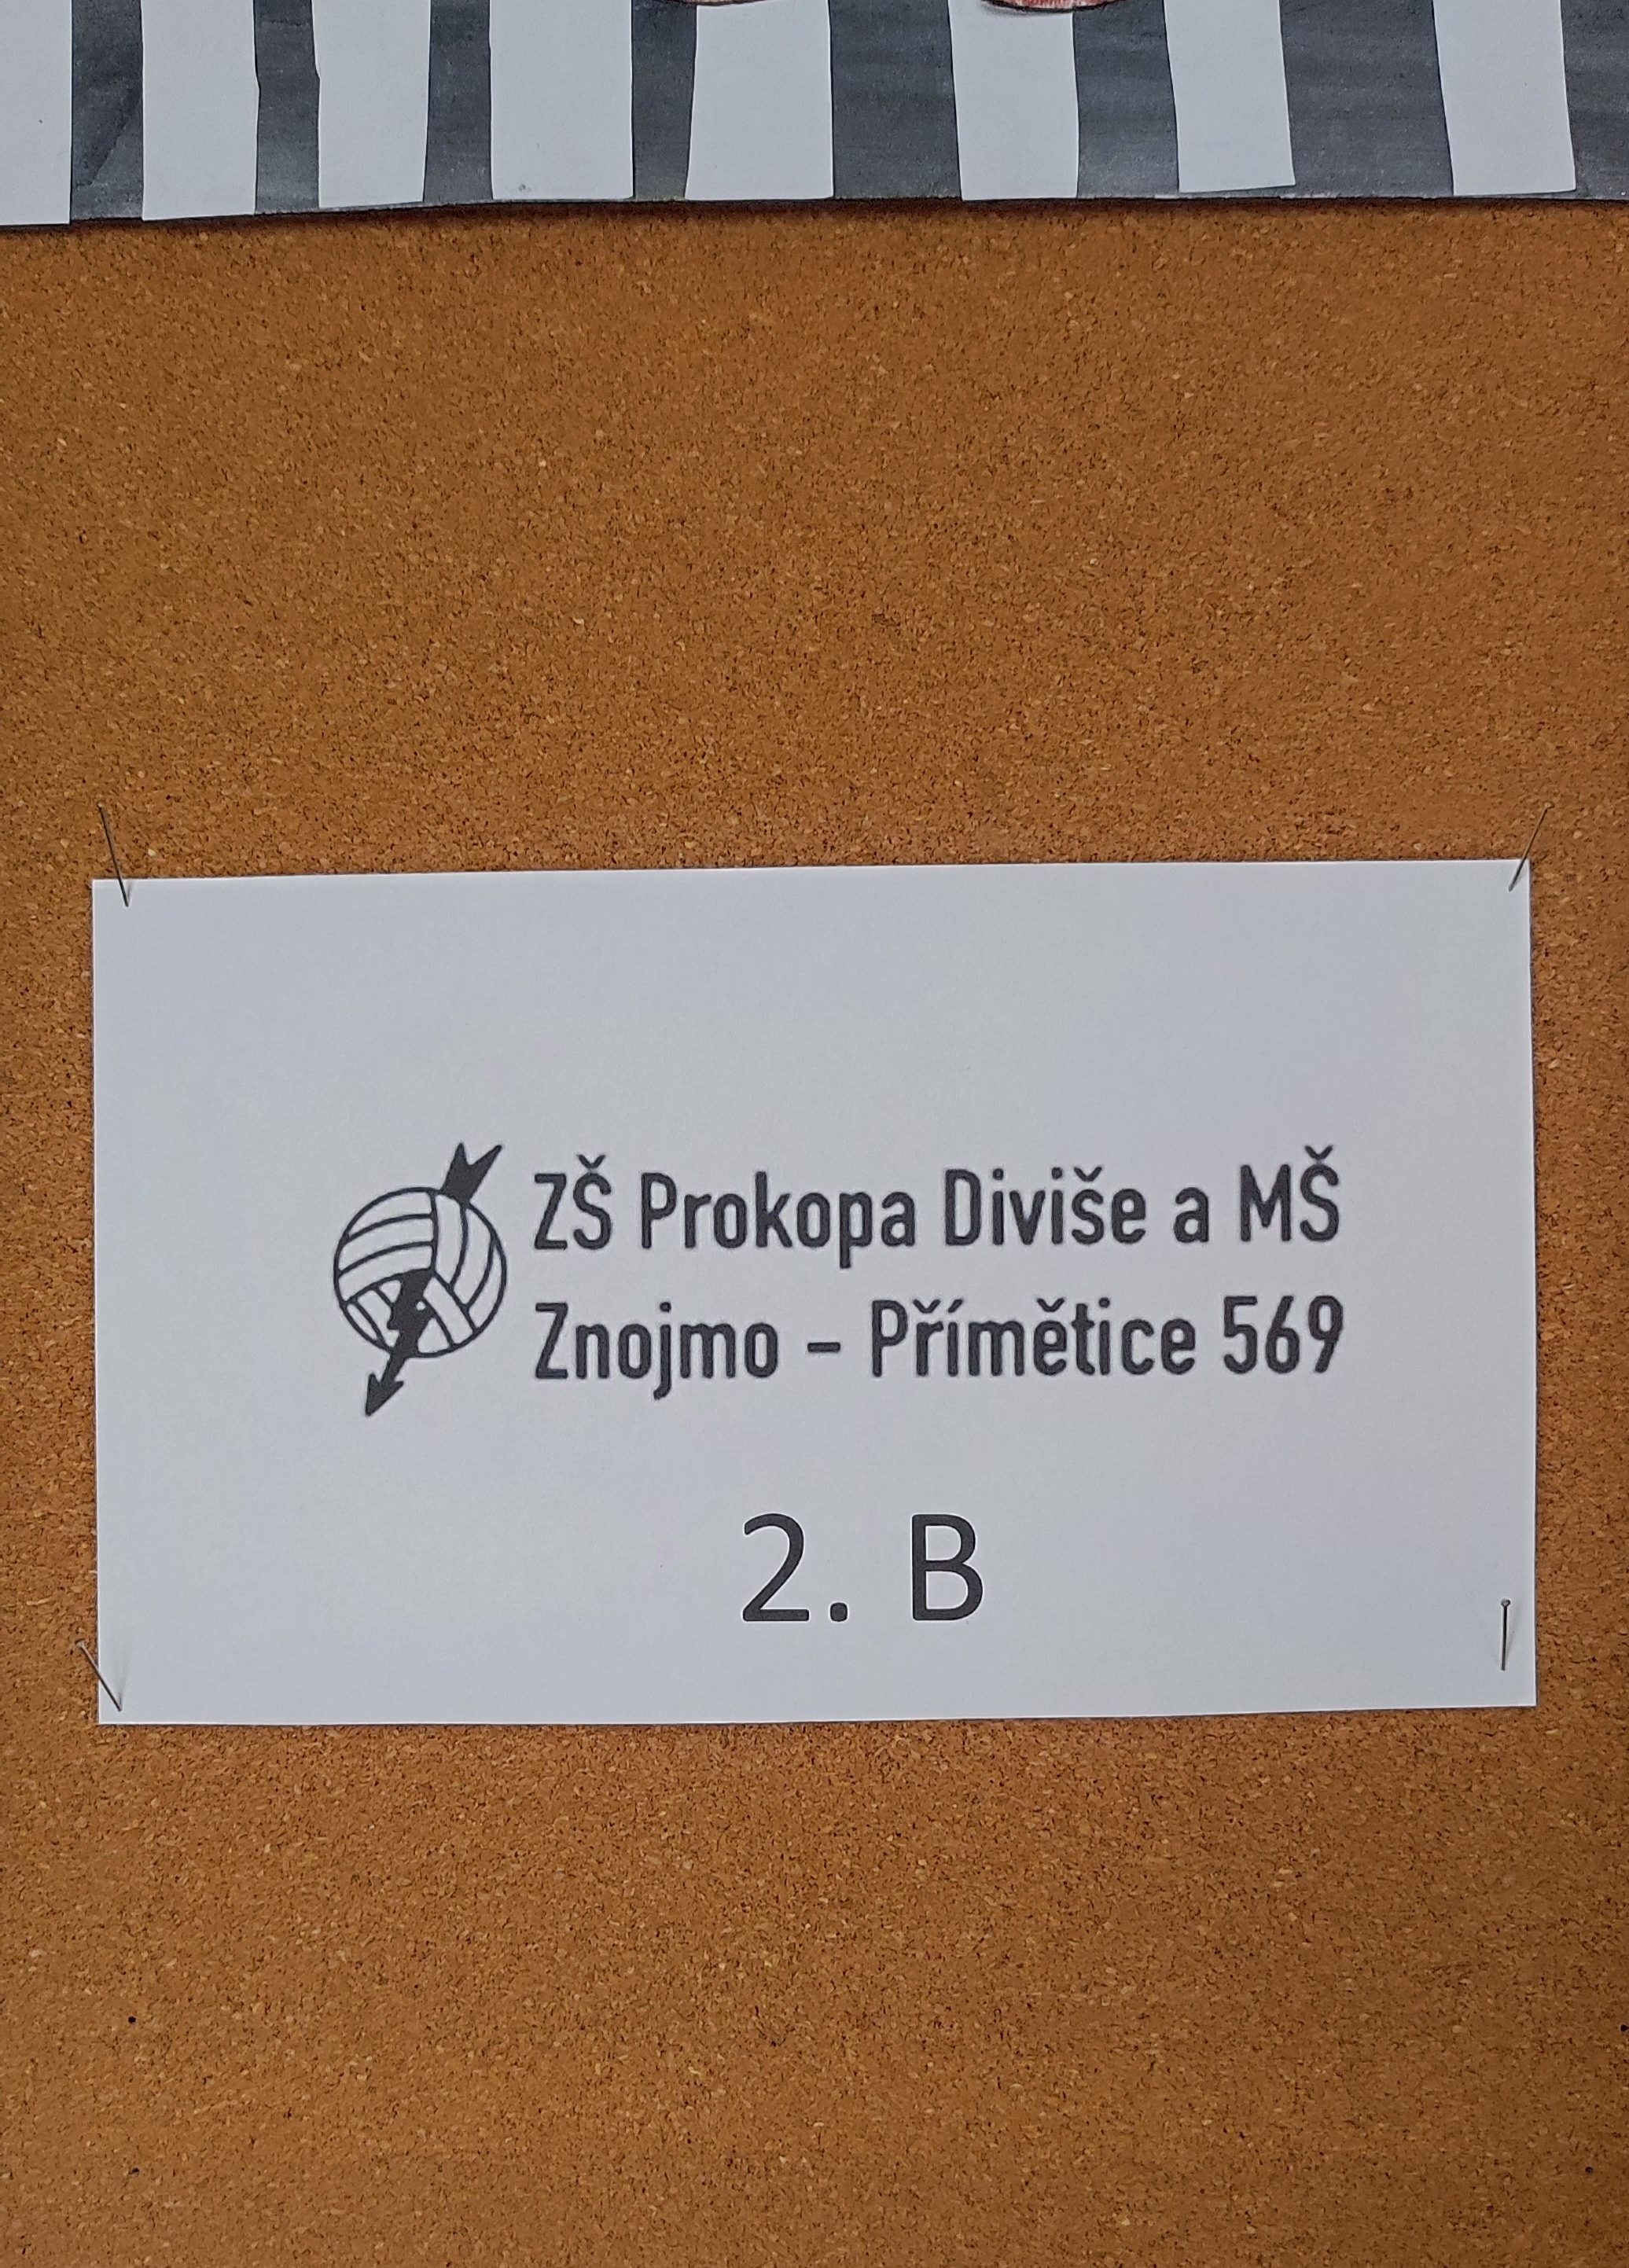 ZŠ Prokopa Diviše a MŠ
Znojmo – Přímětice 569
2. B